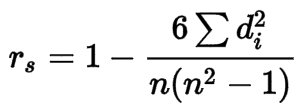 r_s = 1 - \frac{6 \sum d_i^2}{n(n^2 - 1)}